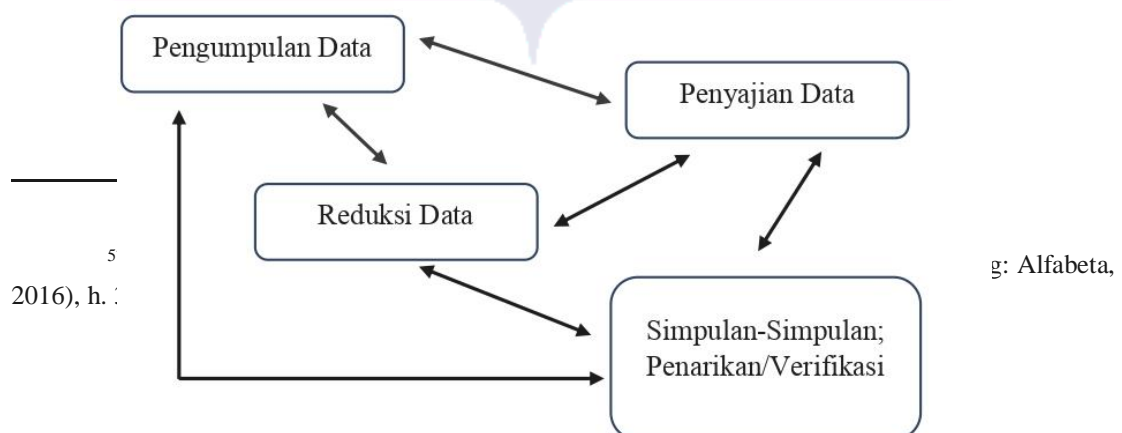 Pengumpulan Data
Penyajian Data
Reduksi Data
5
g: Alfabeta,
2016), h.
Simpulan-Simpulan;
Penarikan/Verifikasi